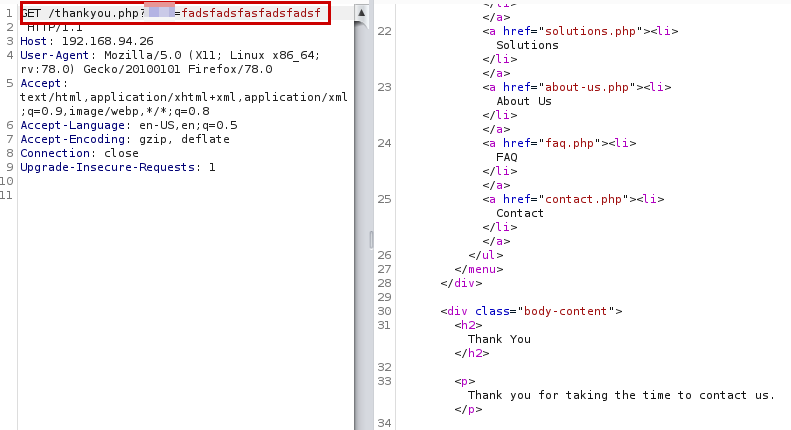 1 GET /thankyou.php?=fadsfadsfasfadsfadsf
2 HTTP/1.1
3 Host: 192.168.94.26
4 User-Agent: Mozilla/5.0 (X11; Linux x86_64;
rv:78.0) Gecko/20100101 Firefox/78.0
5 Accept:
text/html,application/xhtml+xml,application/xml
;q=0.9,image/webp,*/*;q=0.8
6 Accept-Language: en-US,en;q=0.5
7 Accept-Encoding: gzip, deflate
8 Connection: close
9 Upgrade-Insecure-Requests: 1
10
11
</li>
</a>
22 <a href="solutions.php"><li>
Solutions
</li>
</a>
23 <a href="about-us.php"><li>
About Us
</li>
</a>
24 <a href="faq.php"><li>
FAQ
</li>
</a>
25 <a href="contact.php"><li>
Contact
</li>
</a>
26 </ul>
27 </menu>
28 </div>
29
30 <div class="body-content">
31 <h2>
Thank You
</h2>
32
33 <p>
Thank you for taking the time to contact us.
</p>
34